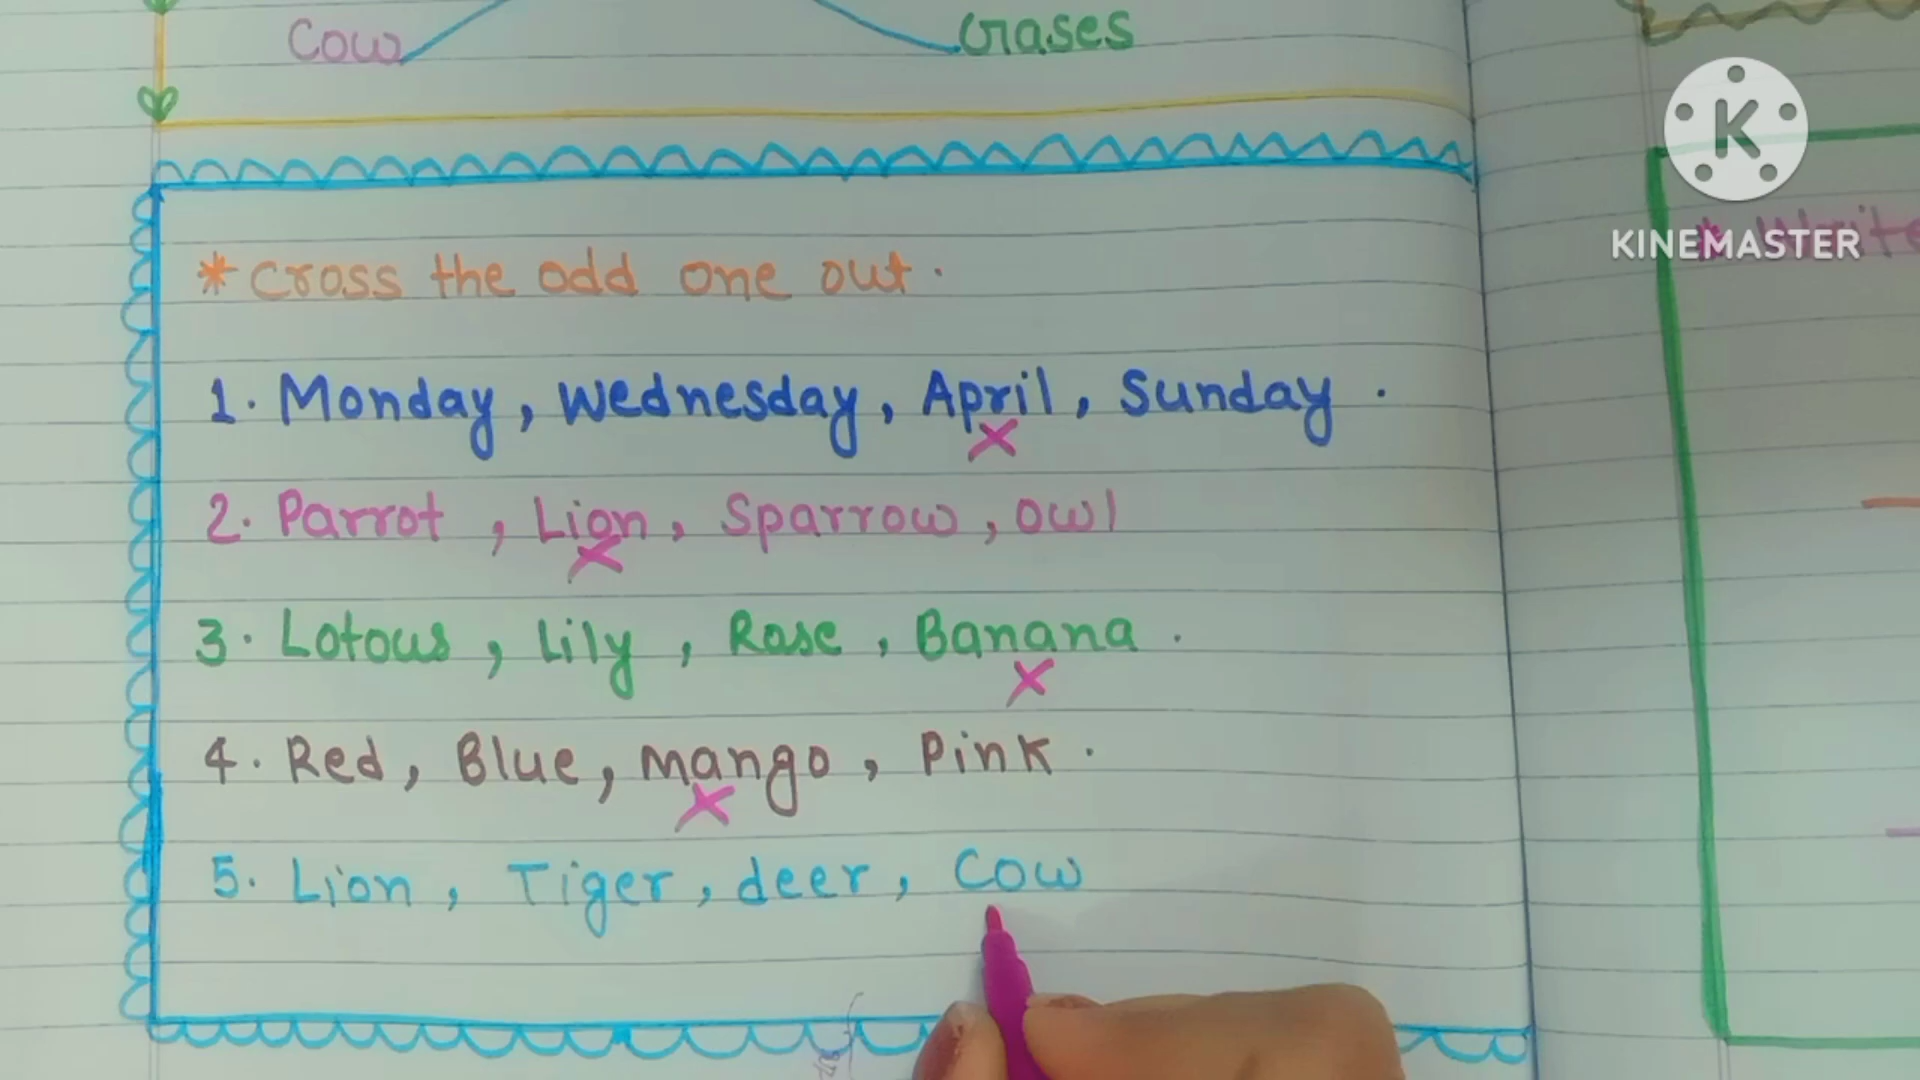 Cow
Grases
K
KINEMASTER
* Cross the odd one out.
1. Monday, Wednesday, April, Sunday.
2. Parrot, Lion, Sparrow, owl
3. Lotous, Lily, Rose, Banana.
4. Red, Blue, Mango, Pink.
5. Lion, Tiger, deer, Cow